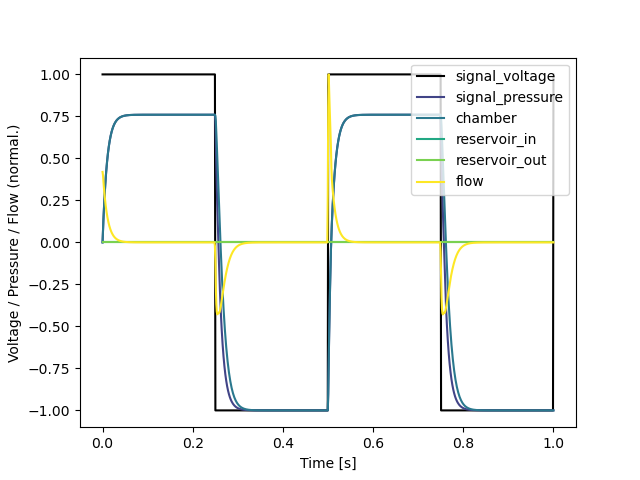 1.00
0.75
0.50
0.25
0.00
−0.25
−0.50
−0.75
−1.00
Voltage / Pressure / Flow (normal.)
signal_voltage
signal_pressure
chamber
reservoir_in
reservoir_out
flow
0.0 0.2 0.4 0.6 0.8 1.0
Time [s]